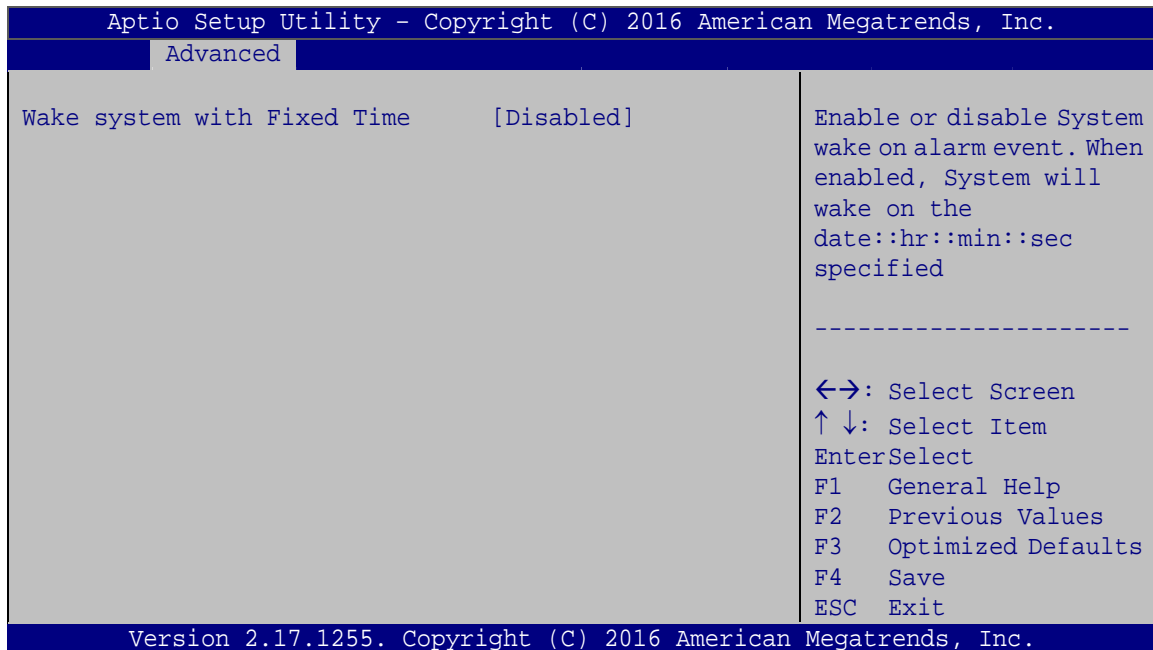 Aptio Setup Utility – Copyright (C) 2016 American Megatrends, Inc.
Advanced
Wake system with Fixed Time [Disabled]
Enable or disable System
wake on alarm event. When
enabled, System will
wake on the
date::hr::min::sec
specified
----------------------
←→: Select Screen
↑ ↓: Select Item
EnterSelect
F1 General Help
F2 Previous Values
F3 Optimized Defaults
F4 Save
ESC Exit
Version 2.17.1255. Copyright (C) 2016 American Megatrends, Inc.